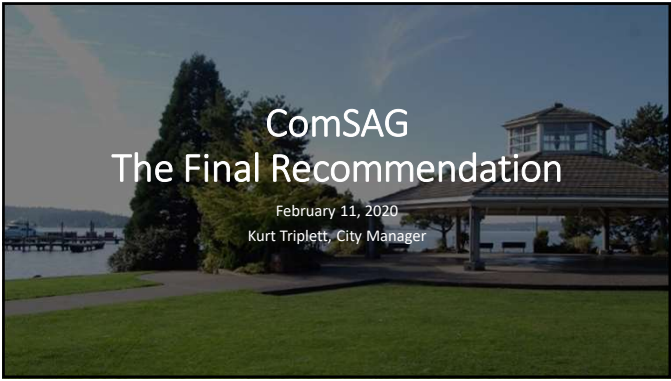 ComSAG
The Final Recommendation
February 11, 2020
Kurt Triplett, City Manager